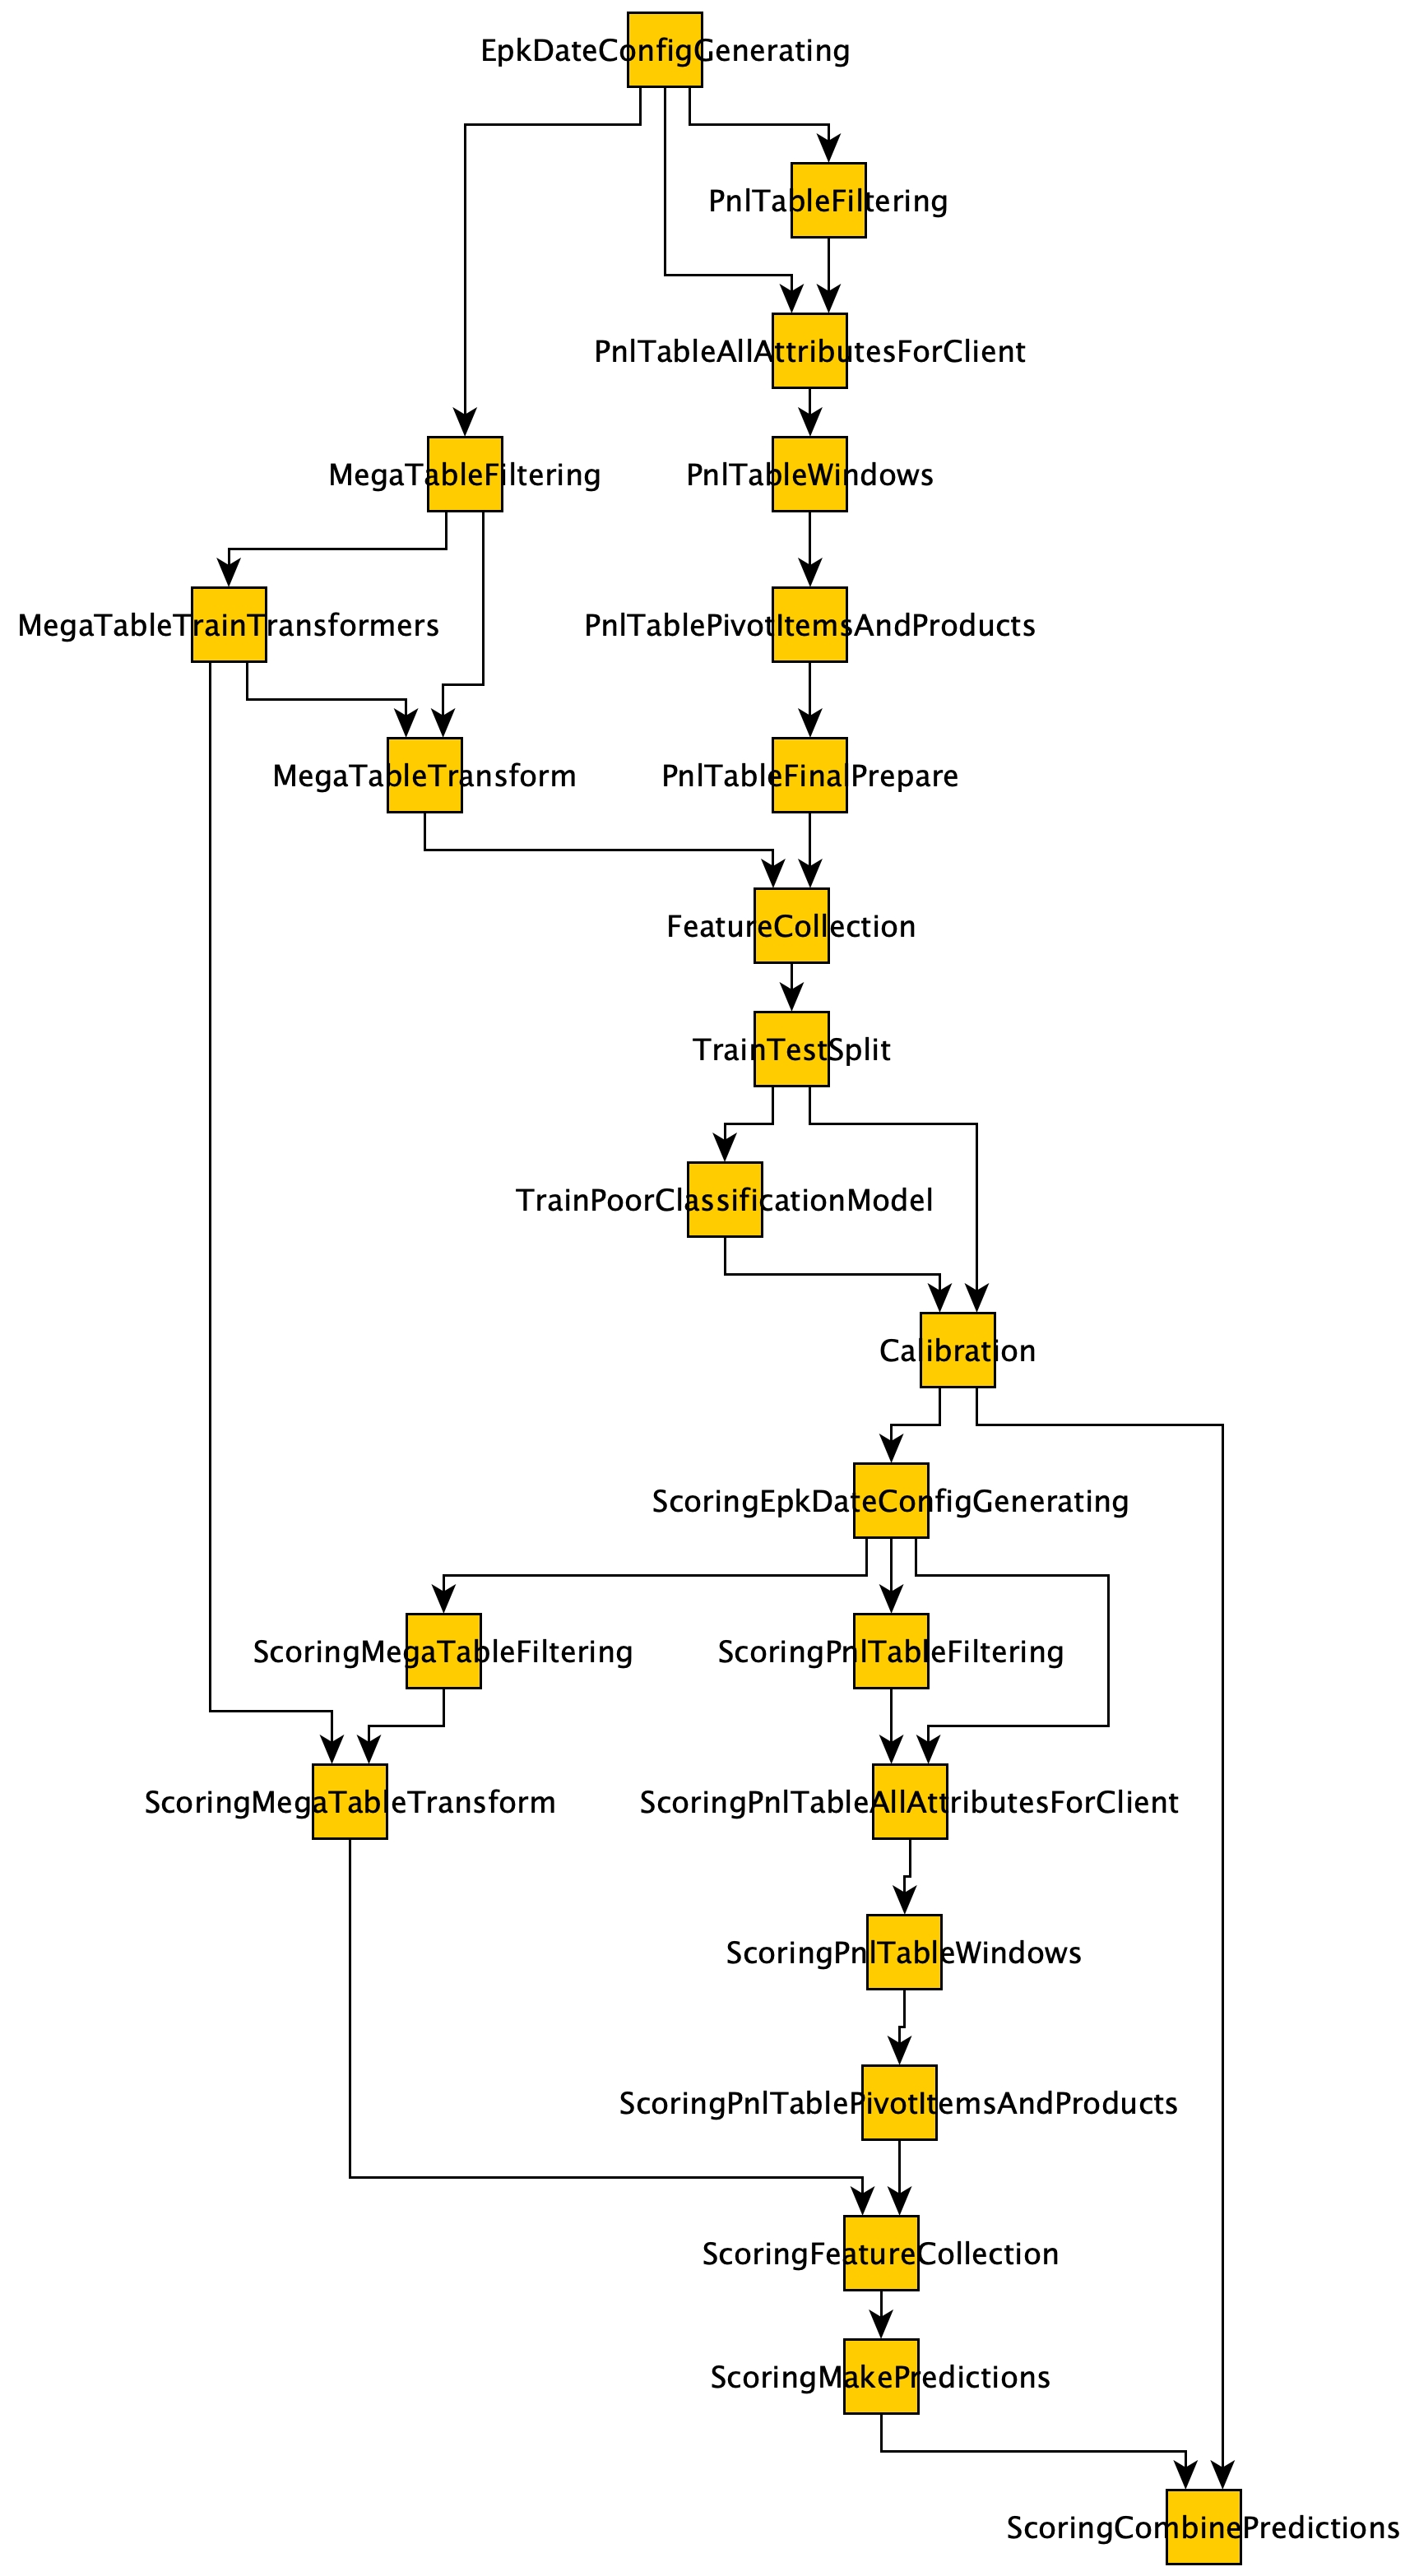 EpkDateConfigGenerating
PnlTableFiltering
PnlTableAllAttributesForClient
MegaTableFiltering
PnlTableWindows
MegaTableTrainTransformers
PnlTablePivotItemsAndProducts
MegaTableTransform
PnlTableFinalPrepare
FeatureCollection
TrainTestSplit
TrainPoorClassificationModel
Calibration
ScoringEpkDateConfigGenerating
ScoringMegaTableFiltering
ScoringPnlTableFiltering
ScoringMegaTableTransform
ScoringPnlTableAllAttributesForClient
ScoringPnlTableWindows
ScoringPnlTablePivotItemsAndProducts
ScoringFeatureCollection
ScoringMakePredictions
ScoringCombinePredictions